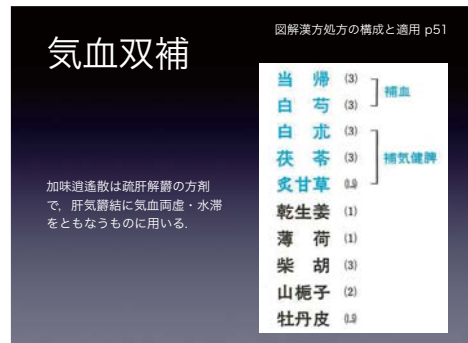 図解漢方処方の構成と適用 p51
気血双補
加味逍遙散は疏肝解欝の方剤
で，肝気欝結に気血両虚・水滞
をともなうものに用いる.
当　帰 (3)
白　芍 (3)
補血
白　朮 (3)
茯　苓 (3)
炙甘草 (1.5)
補気健脾
乾生姜 (1)
薄　荷 (1)
柴　胡 (3)
山梔子 (2)
牡丹皮 (1.5)